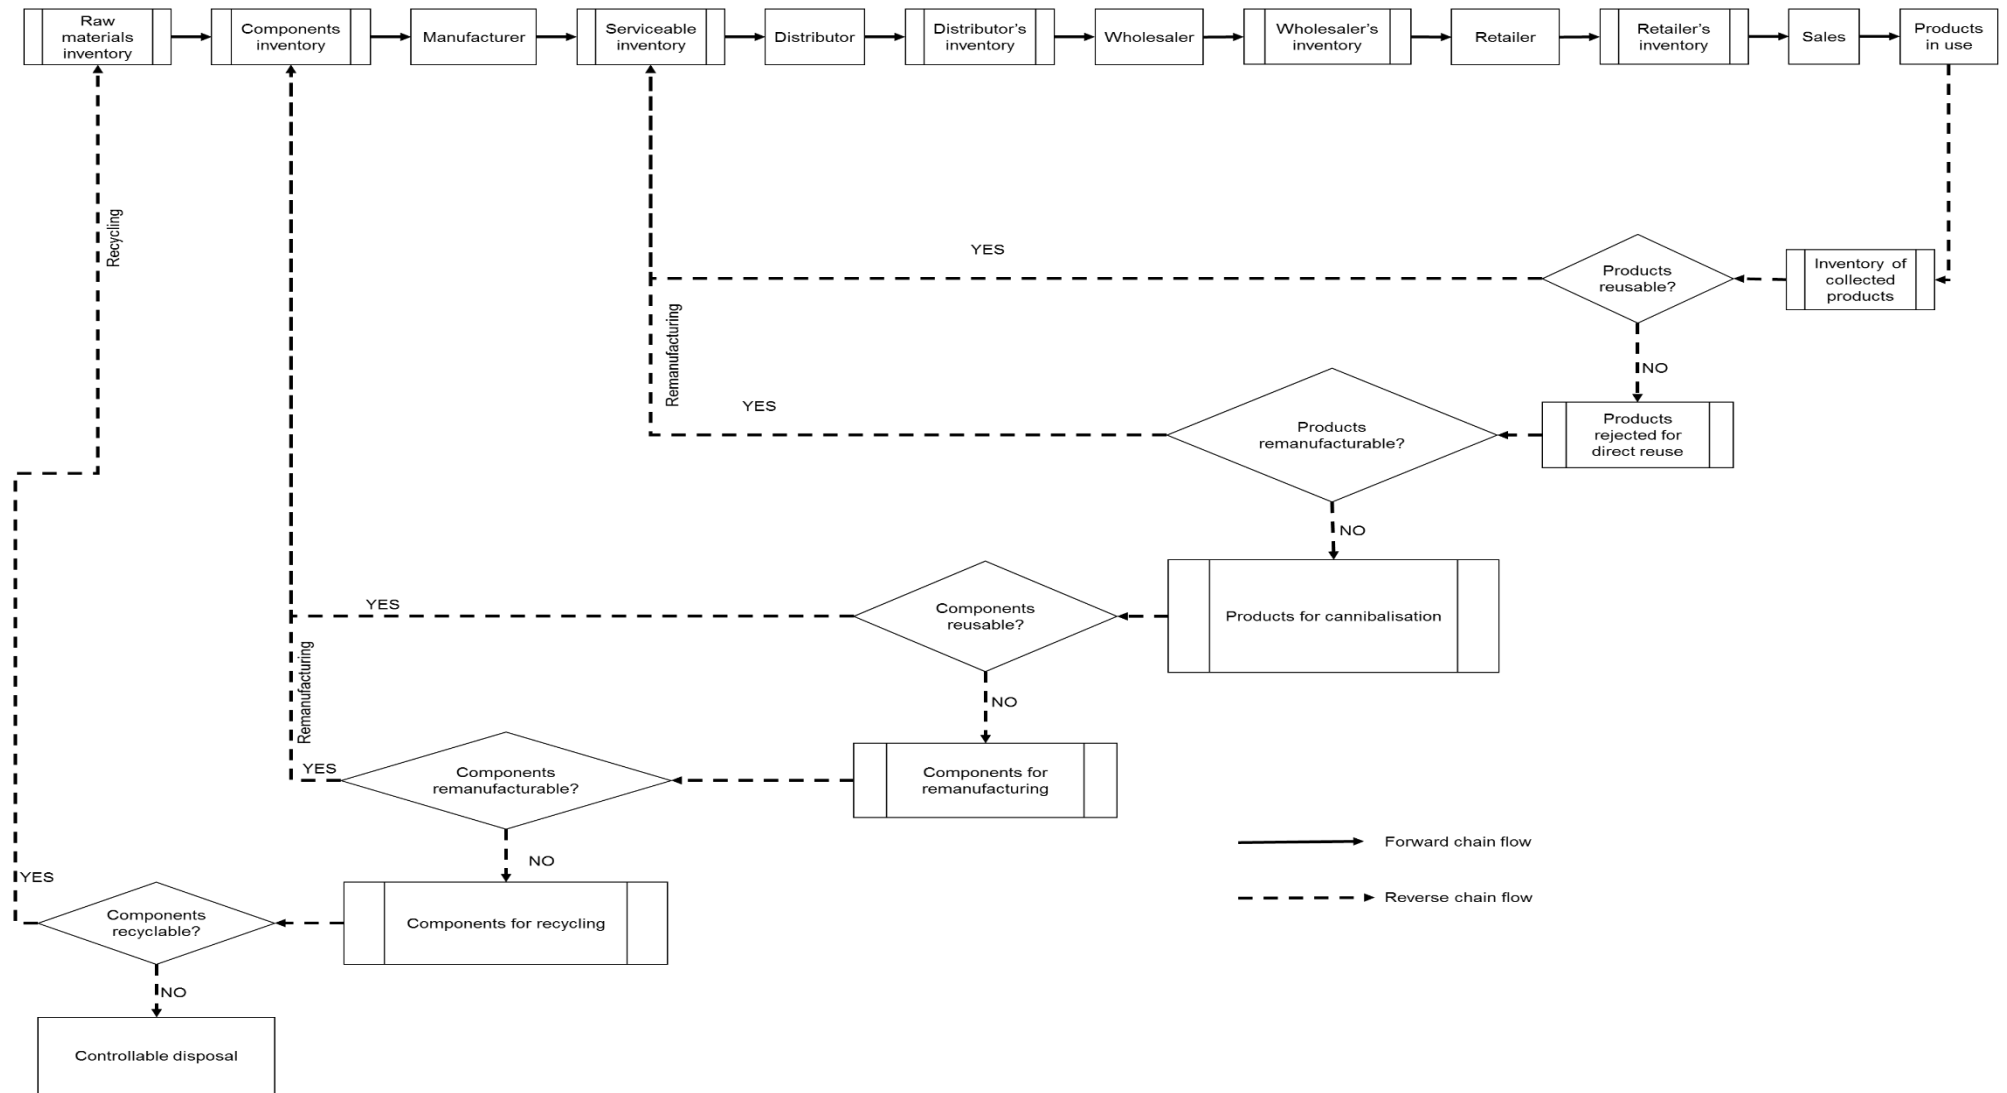 Raw
materials
inventory
Components
inventory
Manufacturer
Serviceable
inventory
Distributor
Distributor's
inventory
Wholesaler
Wholesaler's
inventory
Retailer
Retailer's
inventory
Sales
Products
in use
Recycling
YES
Products
reusable?
Inventory of
collected
products
NO
Remanufacturing
YES
Products
remanufacturable?
Products
rejected for
direct reuse
NO
YES
Components
reusable?
Products for cannibalisation
NO
Remanufacturing
YES
Components
remanufacturable?
Components for
remanufacturing
NO
Forward chain flow
YES
Components
recyclable?
Components for recycling
Reverse chain flow
NO
Controllable disposal